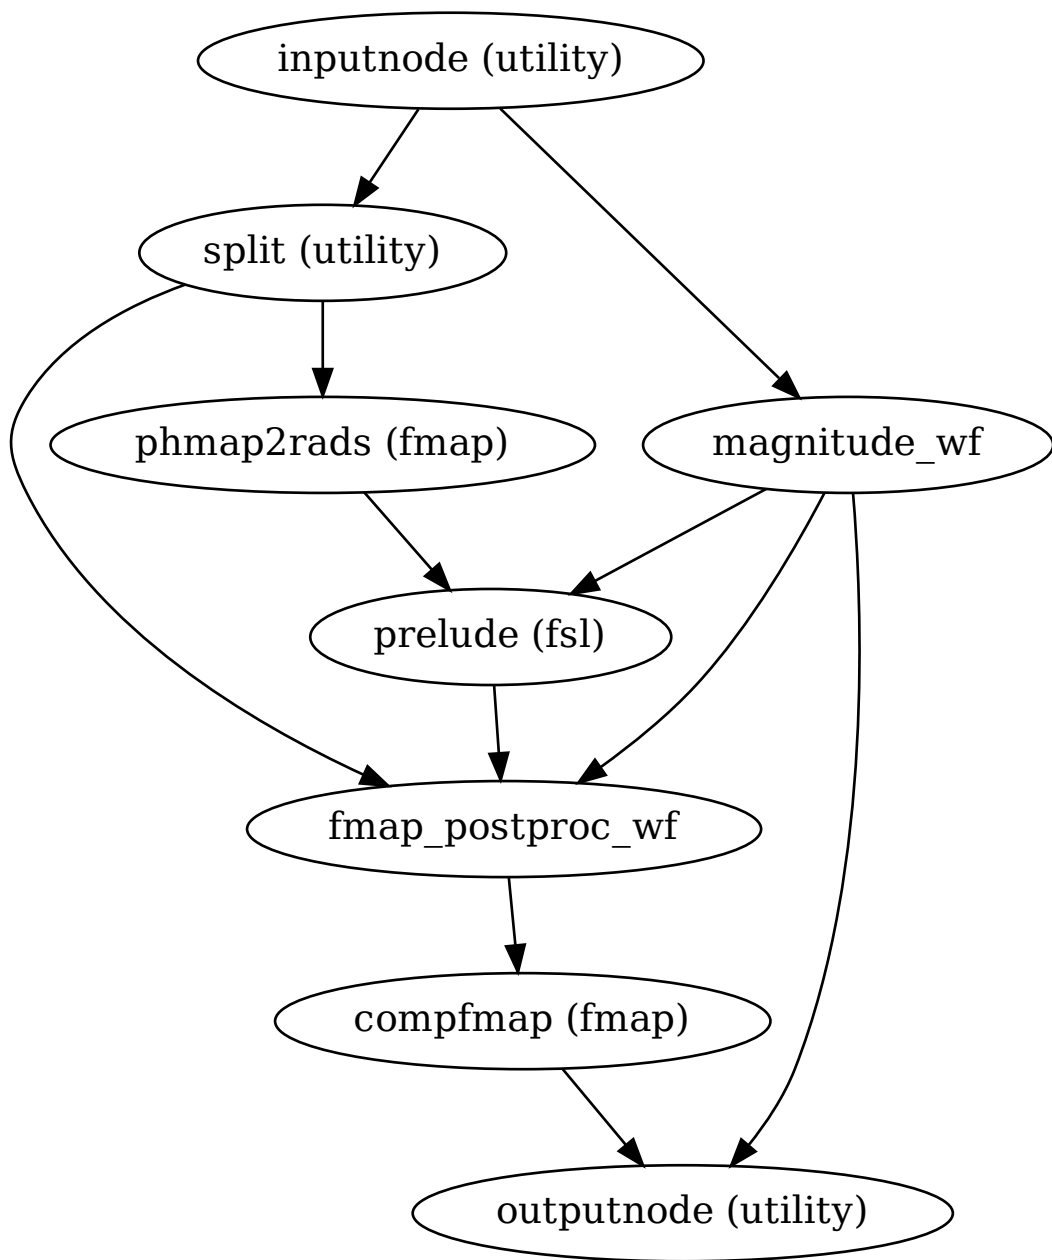 inputnode (utility)
split (utility)
phmap2rads (fmap)
magnitude_wf
prelude (fsl)
fmap_postproc_wf
compfmap (fmap)
outputnode (utility)